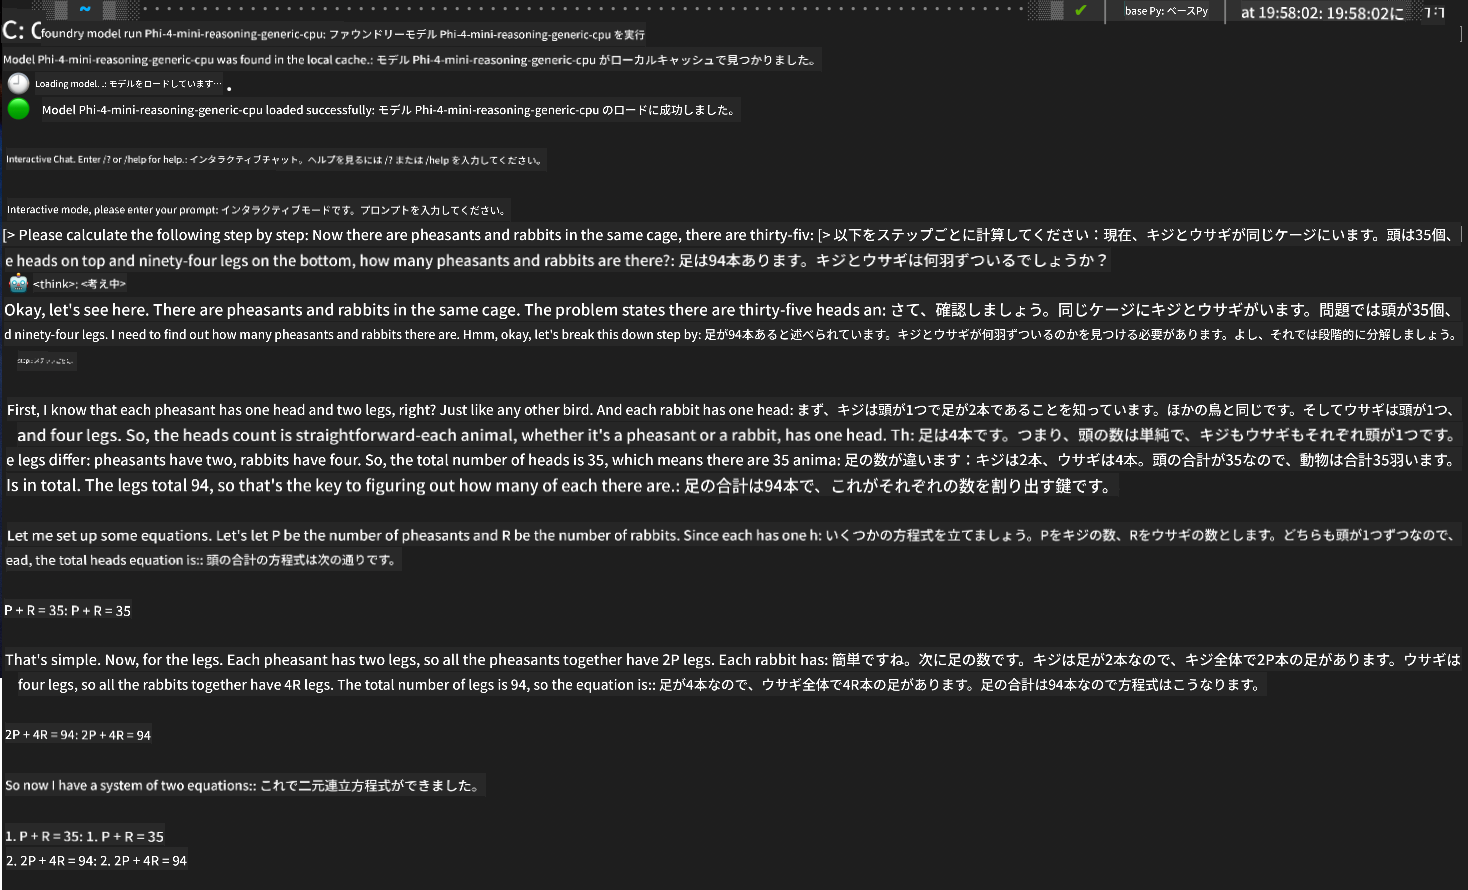 ~ ✔ base Py: ベースPy at 19:58:02: 19:58:02に
C: C foundry model run Phi-4-mini-reasoning-generic-cpu: ファウンドリーモデル Phi-4-mini-reasoning-generic-cpu を実行
Model Phi-4-mini-reasoning-generic-cpu was found in the local cache.: モデル Phi-4-mini-reasoning-generic-cpu がローカルキャッシュで見つかりました。
Loading model. .: モデルをロードしています… .
Model Phi-4-mini-reasoning-generic-cpu loaded successfully: モデル Phi-4-mini-reasoning-generic-cpu のロードに成功しました。
Interactive Chat. Enter /? or /help for help.: インタラクティブチャット。ヘルプを見るには /? または /help を入力してください。
Interactive mode, please enter your prompt: インタラクティブモードです。プロンプトを入力してください。
[> Please calculate the following step by step: Now there are pheasants and rabbits in the same cage, there are thirty-fiv: [> 以下をステップごとに計算してください：現在、キジとウサギが同じケージにいます。頭は35個、
e heads on top and ninety-four legs on the bottom, how many pheasants and rabbits are there?: 足は94本あります。キジとウサギは何羽ずついるでしょうか？
<think>: <考え中>
Okay, let's see here. There are pheasants and rabbits in the same cage. The problem states there are thirty-five heads an: さて、確認しましょう。同じケージにキジとウサギがいます。問題では頭が35個、
d ninety-four legs. I need to find out how many pheasants and rabbits there are. Hmm, okay, let's break this down step by: 足が94本あると述べられています。キジとウサギが何羽ずついるのかを見つける必要があります。よし、それでは段階的に分解しましょう。
step.: ステップごとに。
First, I know that each pheasant has one head and two legs, right? Just like any other bird. And each rabbit has one head: まず、キジは頭が1つで足が2本であることを知っています。ほかの鳥と同じです。そしてウサギは頭が1つ、
and four legs. So, the heads count is straightforward-each animal, whether it's a pheasant or a rabbit, has one head. Th: 足は4本です。つまり、頭の数は単純で、キジもウサギもそれぞれ頭が1つです。
e legs differ: pheasants have two, rabbits have four. So, the total number of heads is 35, which means there are 35 anima: 足の数が違います：キジは2本、ウサギは4本。頭の合計が35なので、動物は合計35羽います。
ls in total. The legs total 94, so that's the key to figuring out how many of each there are.: 足の合計は94本で、これがそれぞれの数を割り出す鍵です。
Let me set up some equations. Let's let P be the number of pheasants and R be the number of rabbits. Since each has one h: いくつかの方程式を立てましょう。Pをキジの数、Rをウサギの数とします。どちらも頭が1つずつなので、
ead, the total heads equation is:: 頭の合計の方程式は次の通りです。
P + R = 35: P + R = 35
That's simple. Now, for the legs. Each pheasant has two legs, so all the pheasants together have 2P legs. Each rabbit has: 簡単ですね。次に足の数です。キジは足が2本なので、キジ全体で2P本の足があります。ウサギは
four legs, so all the rabbits together have 4R legs. The total number of legs is 94, so the equation is:: 足が4本なので、ウサギ全体で4R本の足があります。足の合計は94本なので方程式はこうなります。
2P + 4R = 94: 2P + 4R = 94
So now I have a system of two equations:: これで二元連立方程式ができました。
1. P + R = 35: 1. P + R = 35
2. 2P + 4R = 94: 2. 2P + 4R = 94